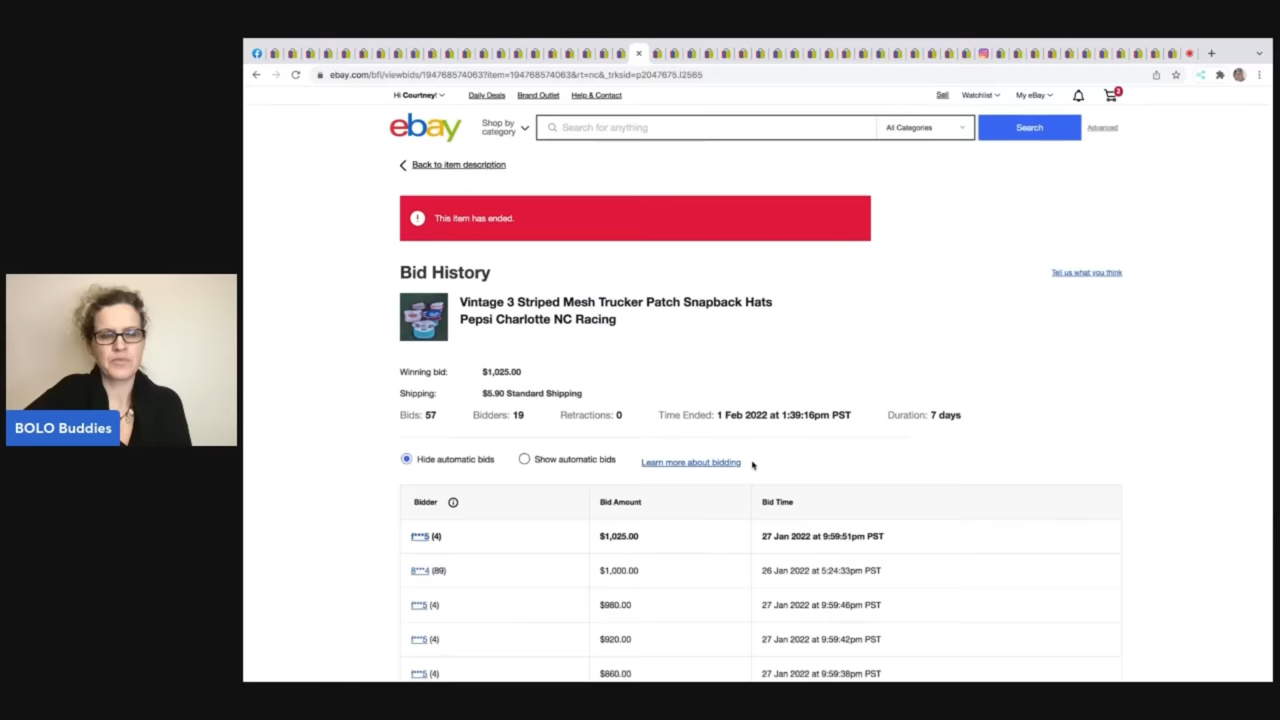 ebay.com/bfl/viewbids/194768574063?item=194768574063&rt=nc&_trksid=p2047675.l2565
Hi Courtney!
Daily Deals
Brand Outlet
Help & Contact
Sell
Watchlist
My eBay
2
ebay
Shop by
category
Search for anything
All Categories
Search
Advanced
Back to item description
This item has ended.
Bid History
Tell us what you think
Vintage 3 Striped Mesh Trucker Patch Snapback Hats
Pepsi Charlotte NC Racing
Winning bid: $1,025.00
Shipping: $5.90 Standard Shipping
Bids: 57 Bidders: 19 Retractions: 0 Time Ended: 1 Feb 2022 at 1:39:16pm PST Duration: 7 days
Hide automatic bids Show automatic bids Learn more about bidding
Bidder Bid Amount Bid Time
f***5 (4) $1,025.00 27 Jan 2022 at 9:59:51pm PST
8***4 (89) $1,000.00 26 Jan 2022 at 5:24:33pm PST
f***5 (4) $980.00 27 Jan 2022 at 9:59:46pm PST
f***5 (4) $920.00 27 Jan 2022 at 9:59:42pm PST
f***5 (4) $860.00 27 Jan 2022 at 9:59:38pm PST
BOLO Buddies